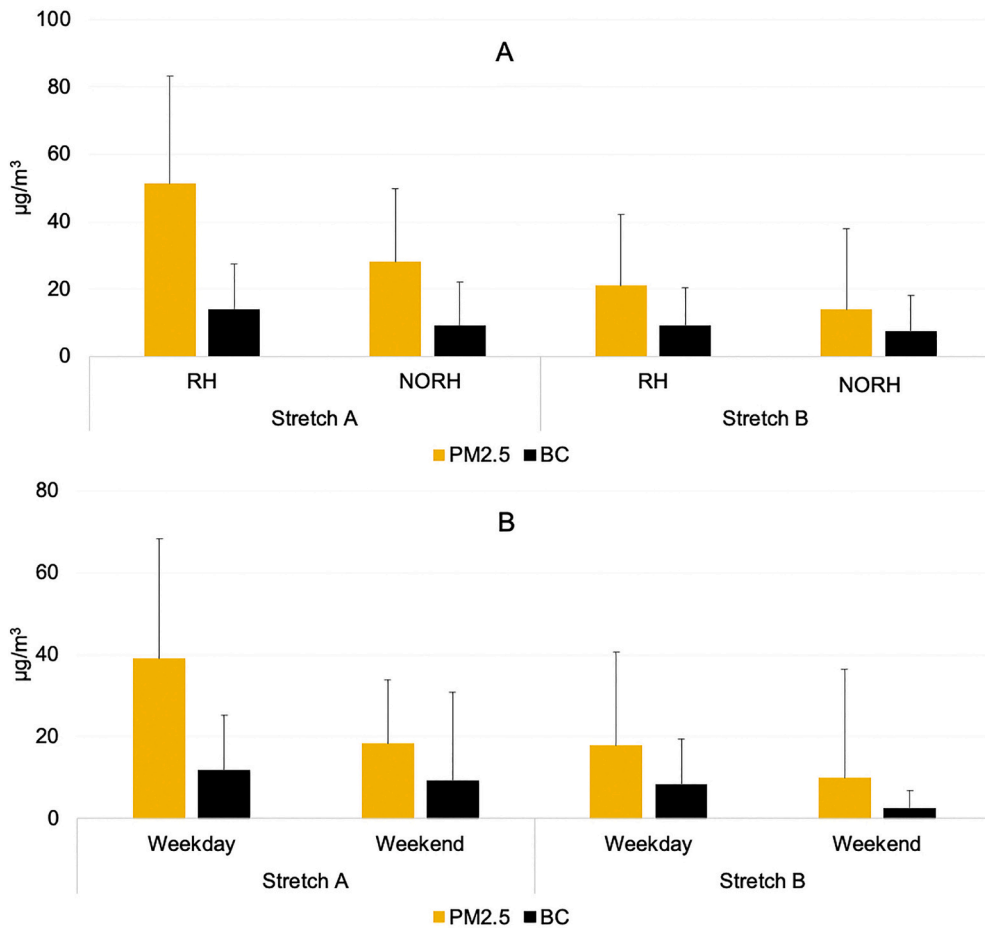 A
µg/m³
100
80
60
40
20
0
RH
NORH
RH
NORH
Stretch A
Stretch B
PM2.5
BC
B
µg/m³
80
60
40
20
0
Weekday
Weekend
Weekday
Weekend
Stretch A
Stretch B
PM2.5
BC